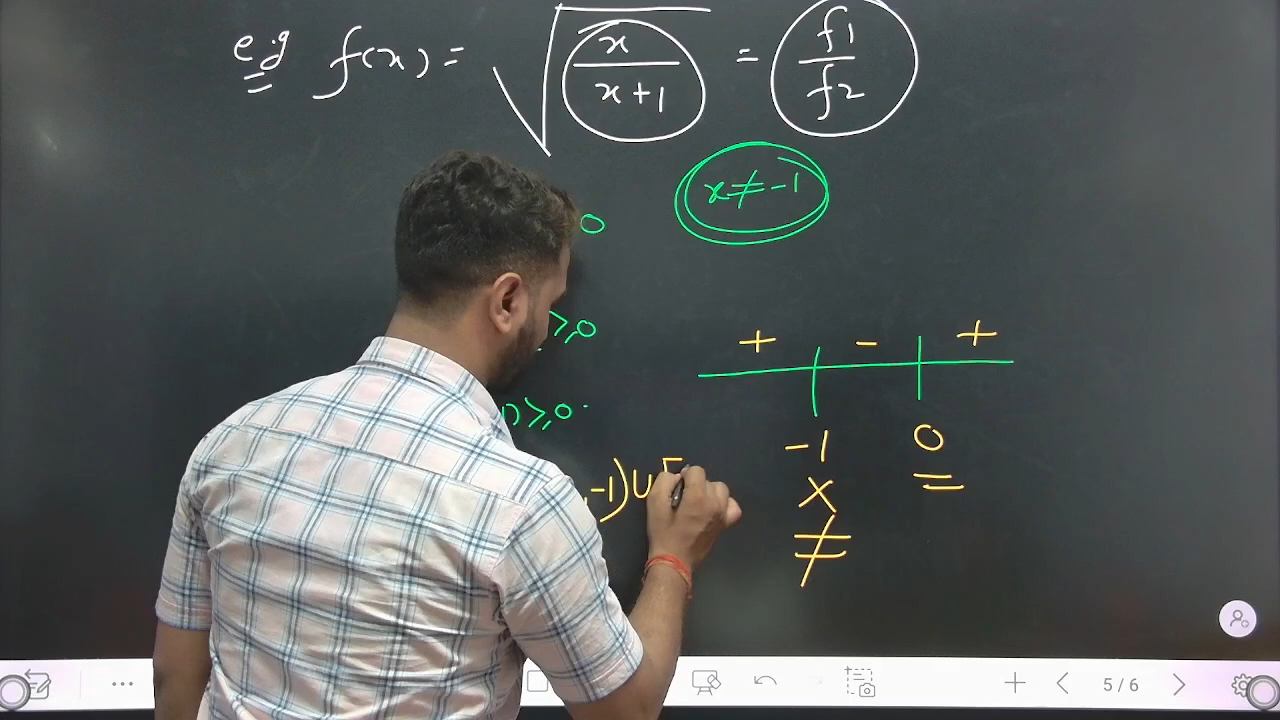 e.g f(x) = √ x/(x+1) = f1/f2
x ≠ -1
0
≥ 0
+ - +
) ≥ 0
-1 0
, -1) ∪ [
×
≠
5/6